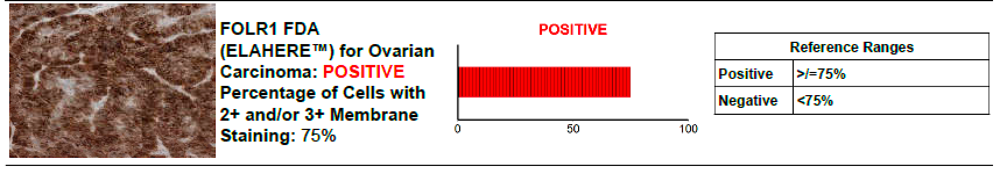 FOLR1 FDA
(ELAHERE™) for Ovarian
Carcinoma: POSITIVE
Percentage of Cells with
2+ and/or 3+ Membrane
Staining: 75%
POSITIVE
0 50 100
Reference Ranges
Positive >/=75%
Negative <75%